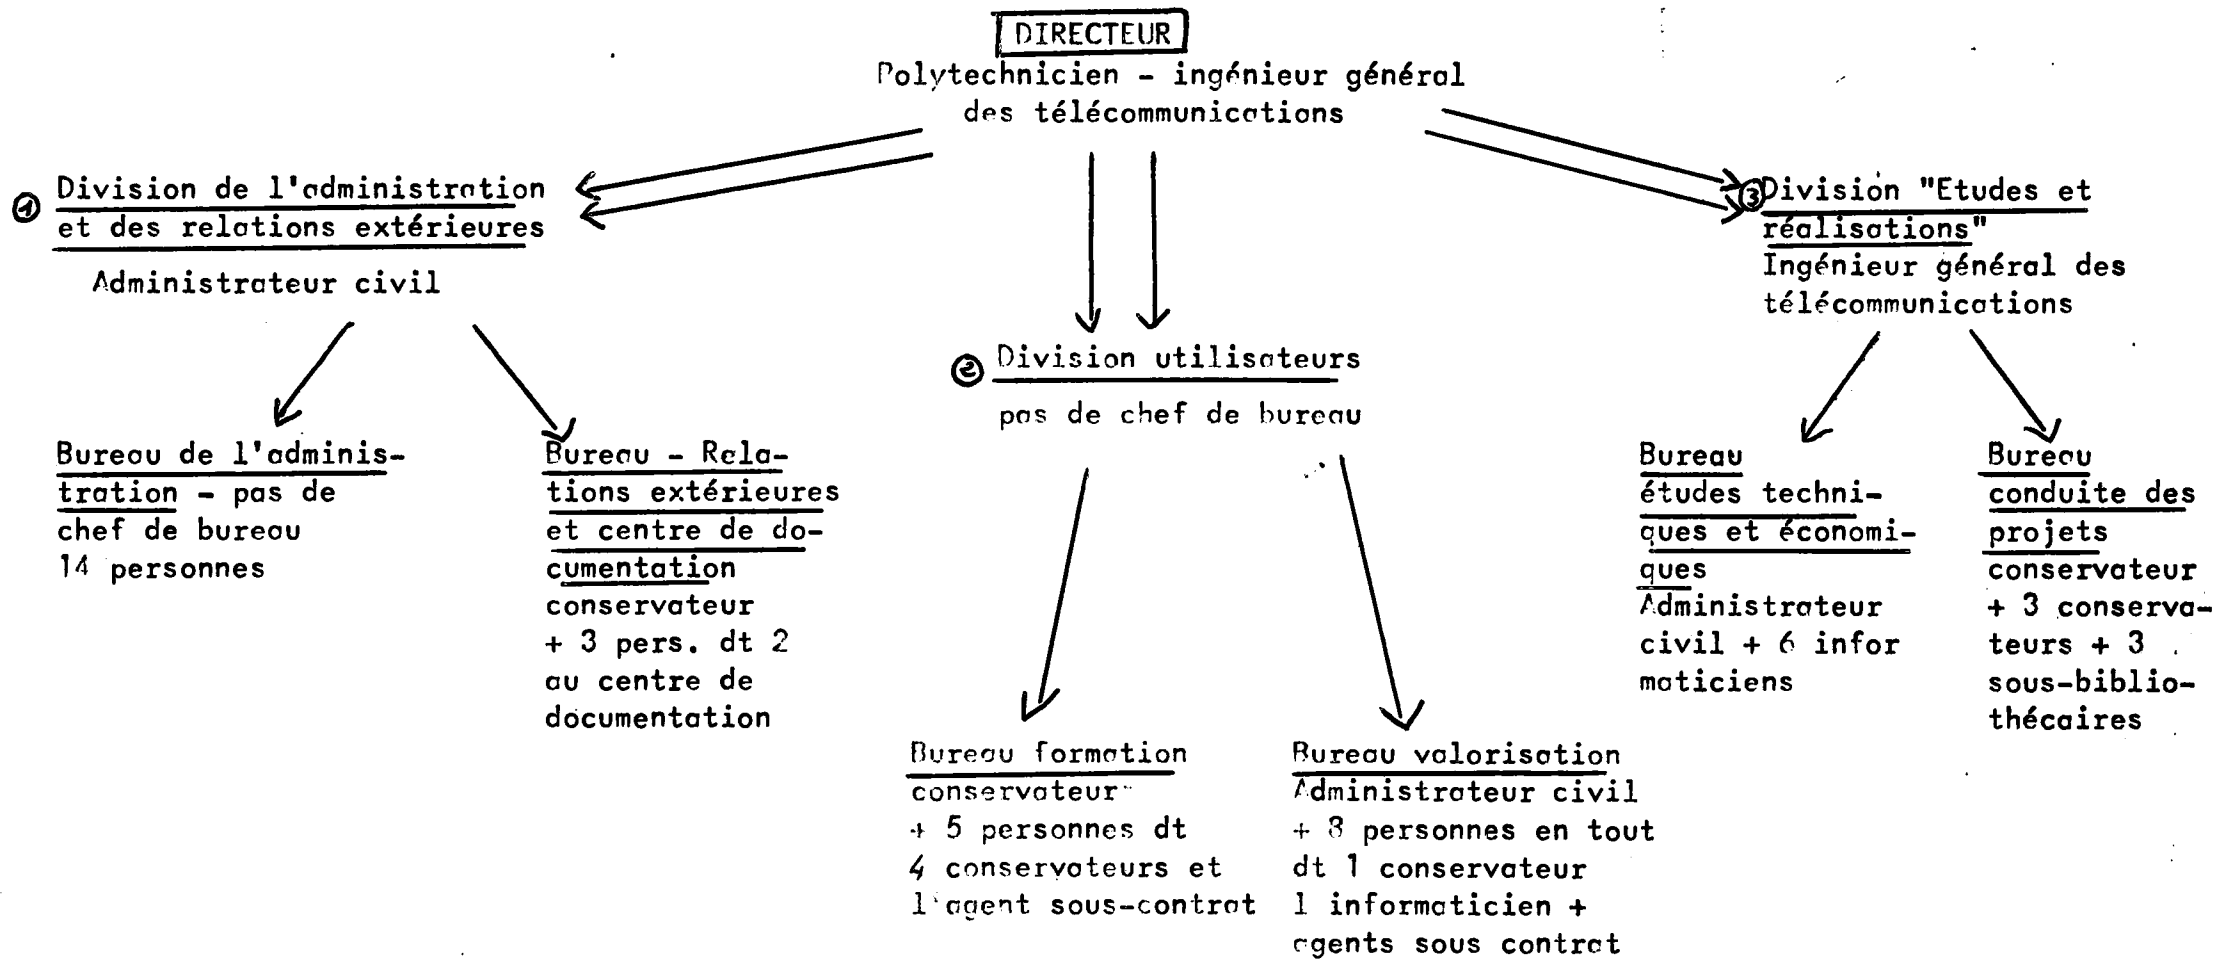 DIRECTEUR
Polytechnicien - ingénieur général
des télécommunications
1 Division de l'administration
et des relations extérieures
Administrateur civil
Bureau de l'adminis-
tration - pas de
chef de bureau
14 personnes
Bureau - Rela-
tions extérieures
et centre de do-
cumentation
conservateur
+ 3 pers. dt 2
au centre de
documentation
2 Division utilisateurs
pas de chef de bureau
Bureau formation
conservateur
+ 5 personnes dt
4 conservateurs et
1 agent sous-contrat
Bureau valorisation
Administrateur civil
+ 8 personnes en tout
dt 1 conservateur
1 informaticien +
agents sous contrat
3 Division "Etudes et
réalisations"
Ingénieur général des
télécommunications
Bureau
études techni-
ques et économi-
ques
Administrateur
civil + 6 infor
maticiens
Bureau
conduite des
projets
conservateur
+ 3 conserva-
teurs + 3
sous-biblio-
thécaires